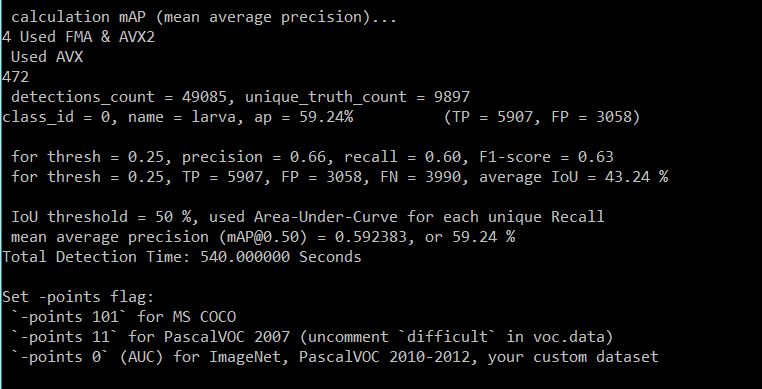 calculation mAP (mean average precision)...
4 Used FMA & AVX2
Used AVX
472
detections_count = 49085, unique_truth_count = 9897
class_id = 0, name = larva, ap = 59.24% (TP = 5907, FP = 3058)
for thresh = 0.25, precision = 0.66, recall = 0.60, F1-score = 0.63
for thresh = 0.25, TP = 5907, FP = 3058, FN = 3990, average IoU = 43.24 %
IoU threshold = 50 %, used Area-Under-Curve for each unique Recall
mean average precision (mAP@0.50) = 0.592383, or 59.24 %
Total Detection Time: 540.000000 Seconds
Set -points flag:
`-points 101` for MS COCO
`-points 11` for PascalVOC 2007 (uncomment `difficult` in voc.data)
`-points 0` (AUC) for ImageNet, PascalVOC 2010-2012, your custom dataset